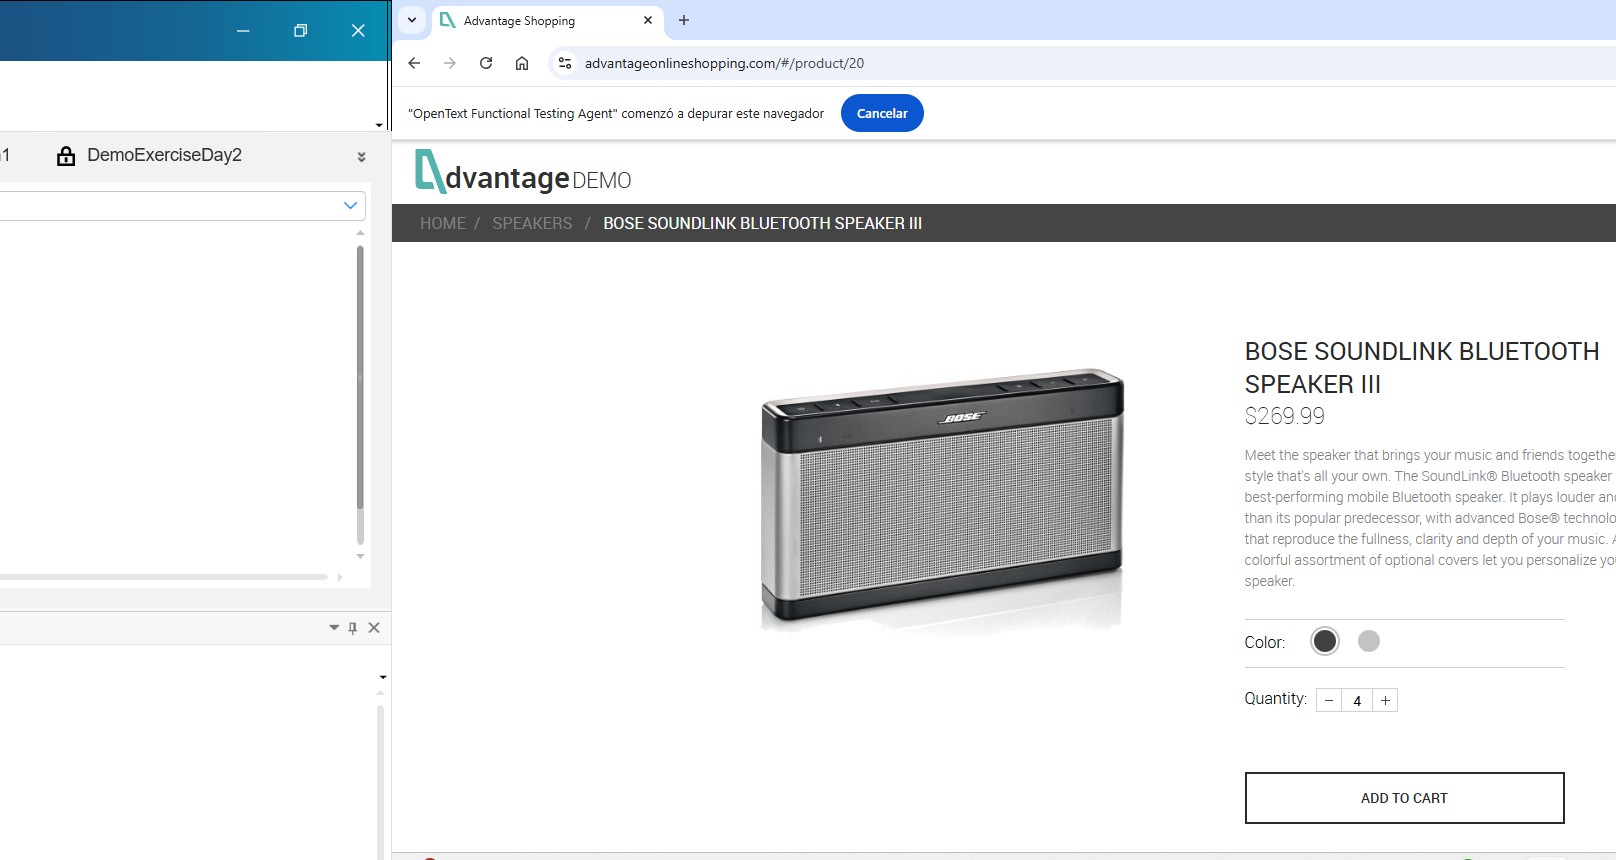 Advantage Shopping
advantageonlineshopping.com/#/product/20
"OpenText Functional Testing Agent" comenzó a depurar este navegador
Cancelar
1
DemoExerciseDay2
dvantage DEMO
HOME / SPEAKERS / BOSE SOUNDLINK BLUETOOTH SPEAKER III
BOSE
BOSE SOUNDLINK BLUETOOTH
SPEAKER III
$269.99
Meet the speaker that brings your music and friends together
style that's all your own. The SoundLink® Bluetooth speaker
best-performing mobile Bluetooth speaker. It plays louder and
than its popular predecessor, with advanced Bose®
that reproduce the fullness, clarity and depth of your music.
colorful assortment of optional covers let you personalize
speaker.
Color:
Quantity: − 4 +
ADD TO CART